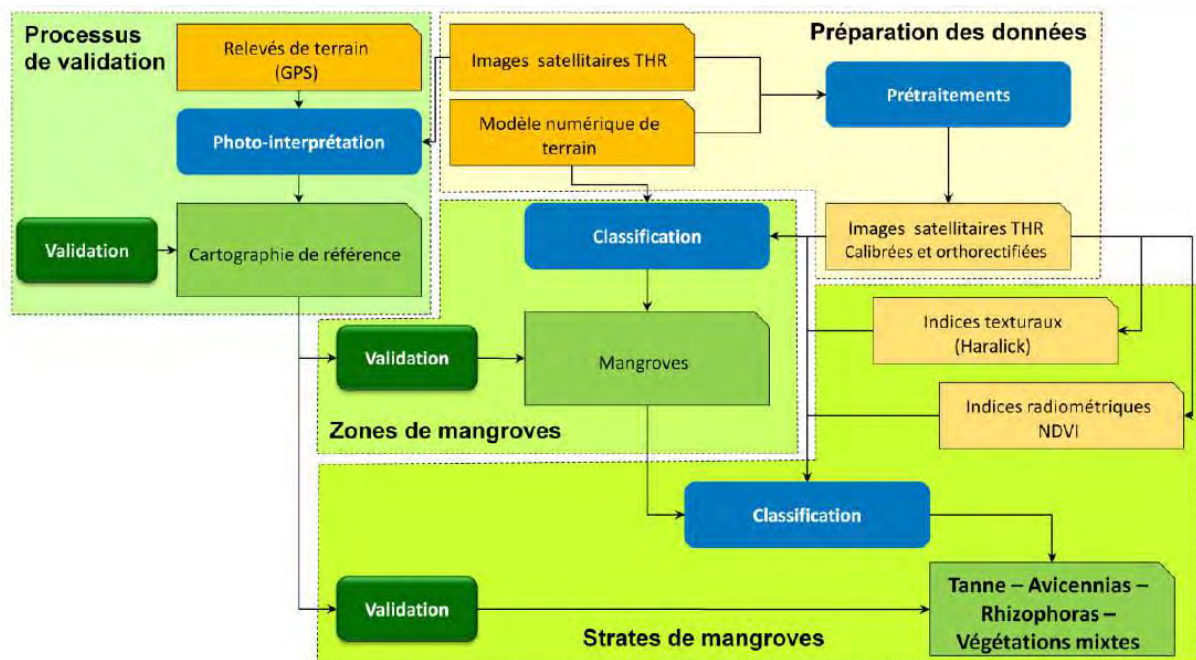 Processus
de validation
Relevés de terrain
(GPS)
Photo-interprétation
Validation
Cartographie de référence
Préparation des données
Images satellitaires THR
Modèle numérique de
terrain
Prétraitements
Images satellitaires THR
Calibrées et orthorectifiées
Classification
Validation
Mangroves
Zones de mangroves
Indices texturaux
(Haralick)
Indices radiométriques
NDVI
Classification
Validation
Tanne – Avicennias –
Rhizophoras –
Végétations mixtes
Strates de mangroves